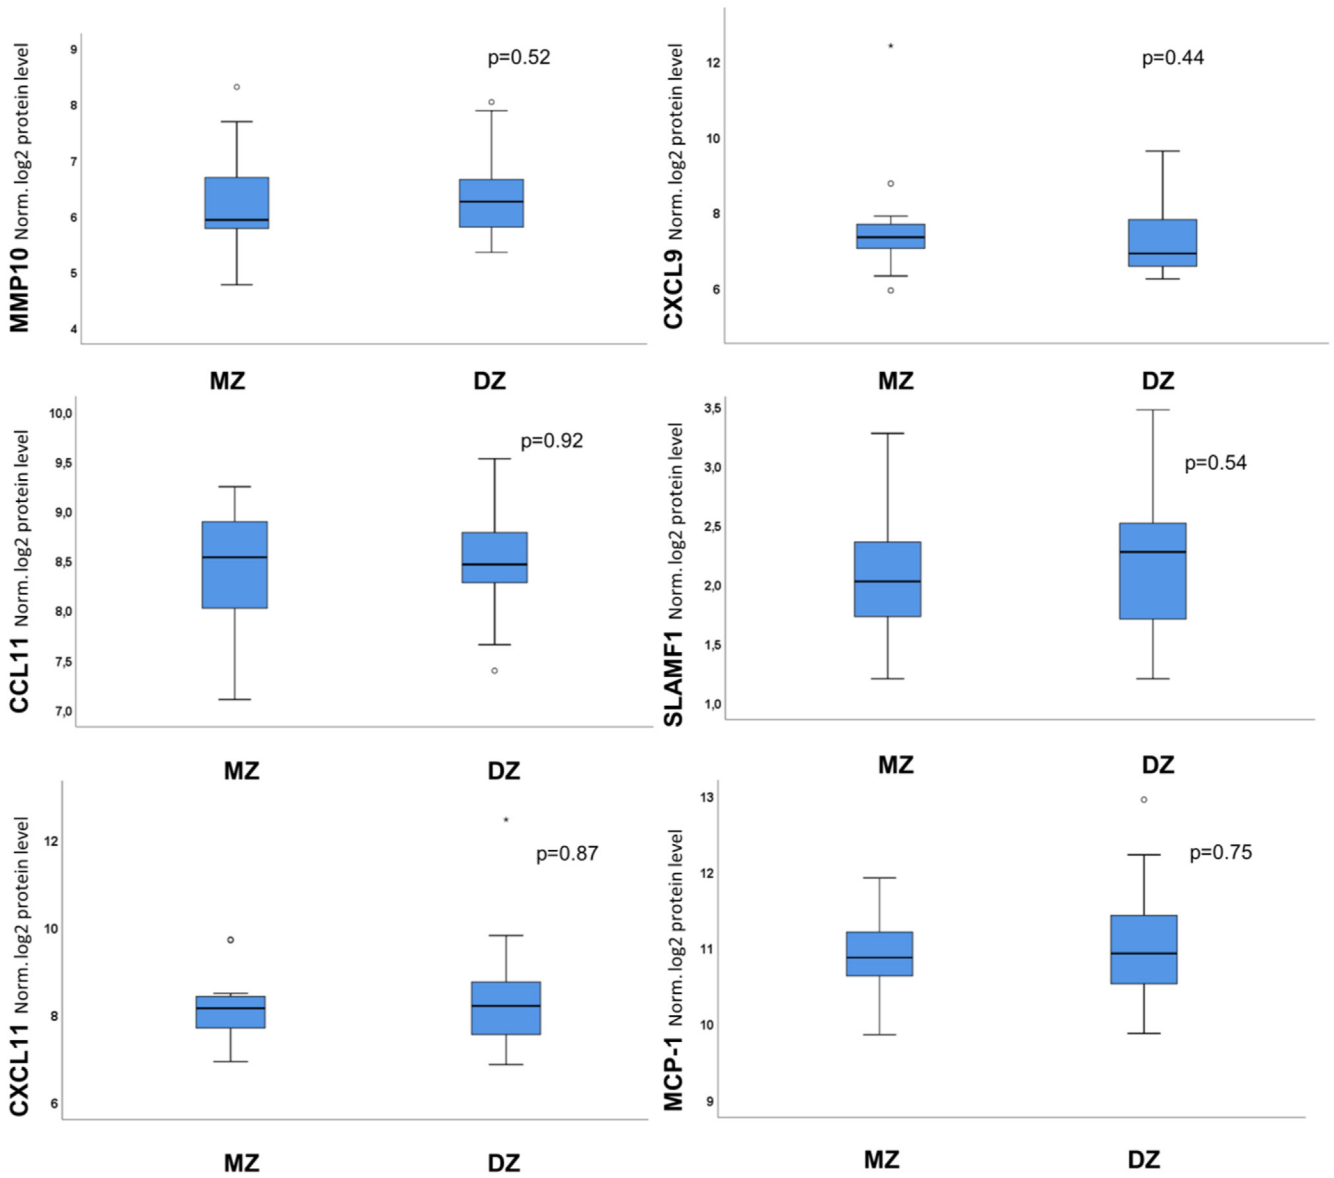 MMP10 Norm. log2 protein level
9
8
7
6
5
4
p=0.52
MZ
DZ
CXCL9 Norm. log2 protein level
12
10
8
6
*
p=0.44
MZ
DZ
CCL11 Norm. log2 protein level
10,0
9,5
9,0
8,5
8,0
7,5
7,0
p=0.92
MZ
DZ
SLAMF1 Norm. log2 protein level
3,5
3,0
2,5
2,0
1,5
1,0
p=0.54
MZ
DZ
CXCL11 Norm. log2 protein level
12
10
8
6
*
p=0.87
MZ
DZ
MCP-1 Norm. log2 protein level
13
12
11
10
9
p=0.75
MZ
DZ